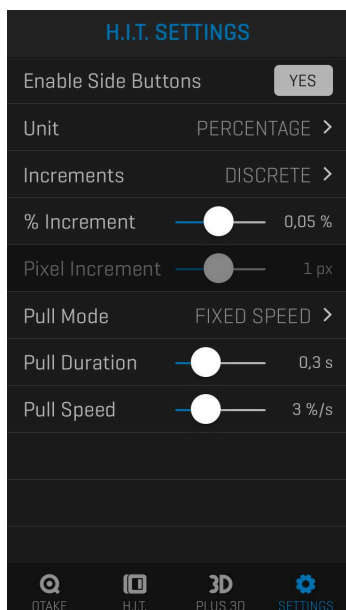 H.I.T. SETTINGS
Enable Side Buttons YES
Unit PERCENTAGE >
Increments DISCRETE >
% Increment 0,05 %
Pixel Increment 1 px
Pull Mode FIXED SPEED >
Pull Duration 0,3 s
Pull Speed 3 %/s
3D
QTAKE H.I.T. PLUS 3D SETTINGS